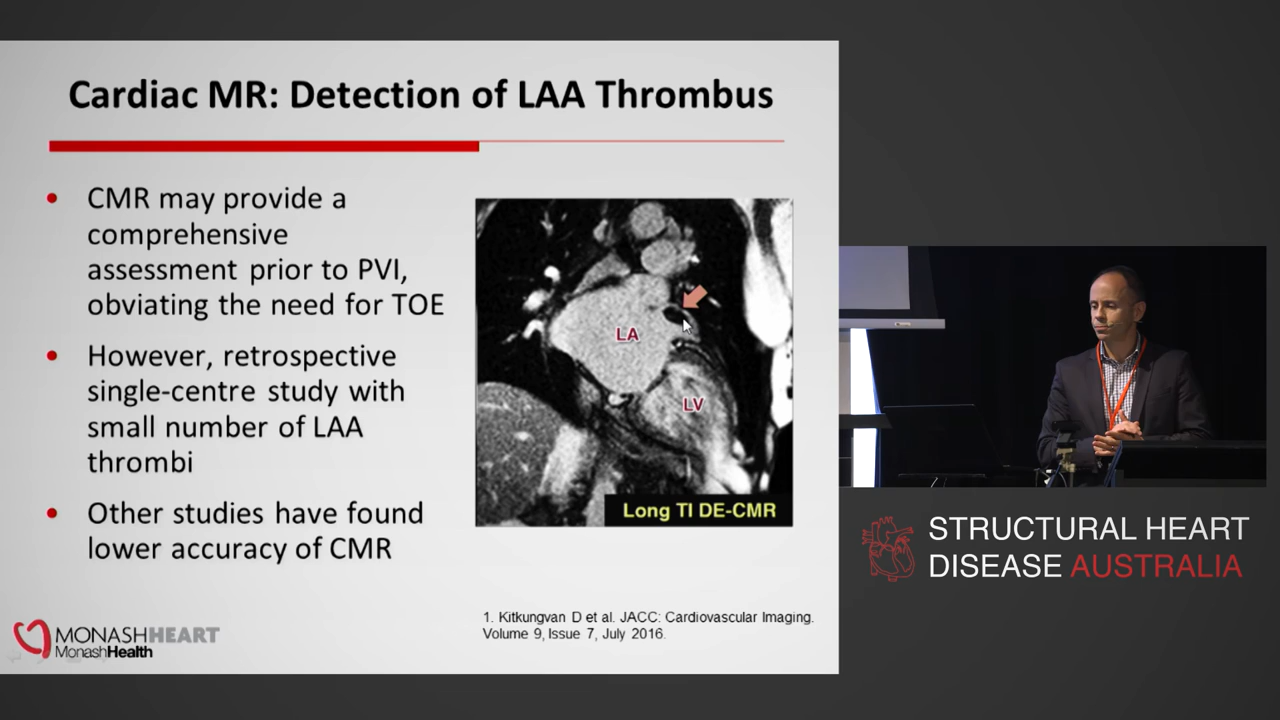 Cardiac MR: Detection of LAA Thrombus
• CMR may provide a
comprehensive
assessment prior to PVI,
obviating the need for TOE
• However, retrospective
single-centre study with
small number of LAA
thrombi
• Other studies have found
lower accuracy of CMR
LA
LV
Long TI DE-CMR
1. Kitkungvan D et al. JACC: Cardiovascular Imaging.
Volume 9, Issue 7, July 2016.
MONASHHEART
MonashHealth
STRUCTURAL HEART
DISEASE AUSTRALIA